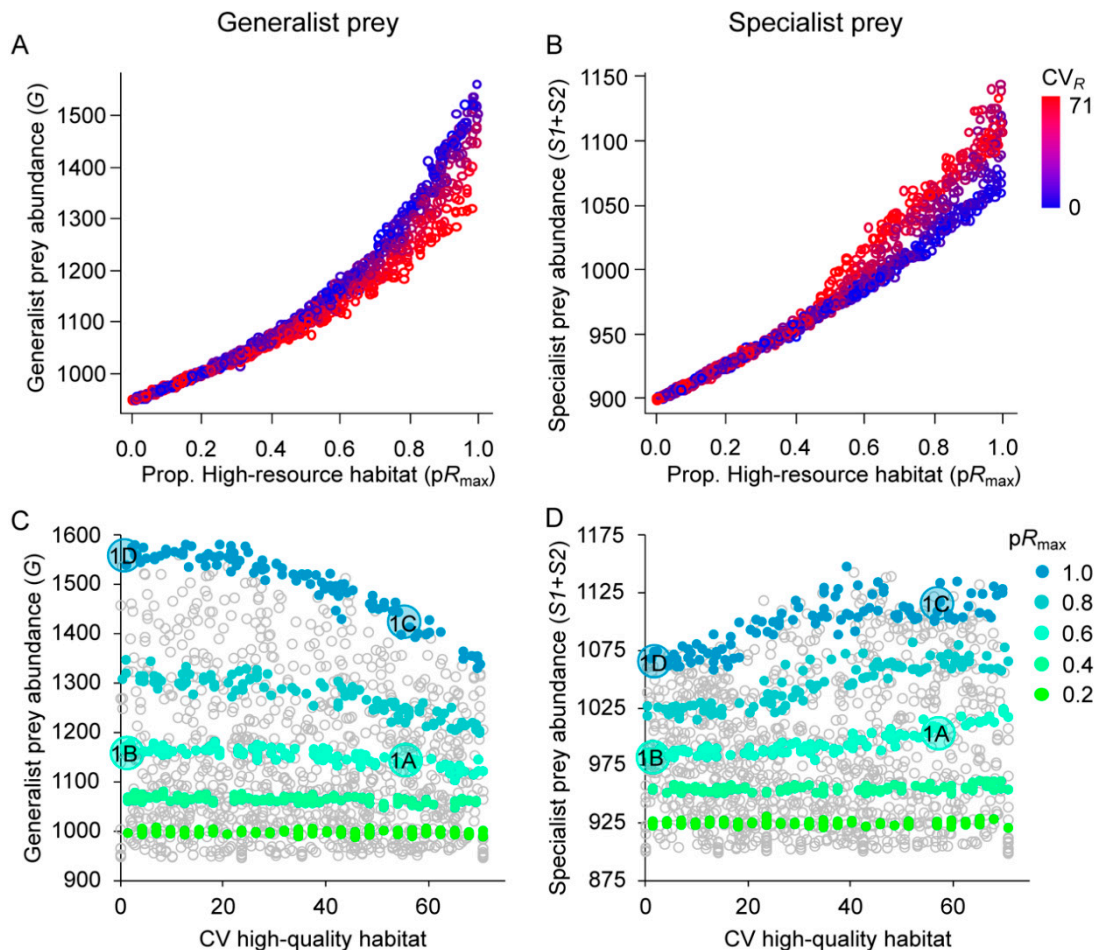 Generalist prey
Specialist prey
A
Generalist prey abundance (G)
1500
1400
1300
1200
1100
1000
0.0 0.2 0.4 0.6 0.8 1.0
Prop. High-resource habitat (pRmax)
B
Specialist prey abundance (S1+S2)
1150
1100
1050
1000
950
900
0.0 0.2 0.4 0.6 0.8 1.0
Prop. High-resource habitat (pRmax)
CVR
71
0
C
Generalist prey abundance (G)
1600
1500
1400
1300
1200
1100
1000
900
1D
1C
1B
1A
0 20 40 60
CV high-quality habitat
D
Specialist prey abundance (S1+S2)
1175
1125
1075
1025
975
925
875
1C
1D
1A
1B
0 20 40 60
CV high-quality habitat
pRmax
1.0
0.8
0.6
0.4
0.2